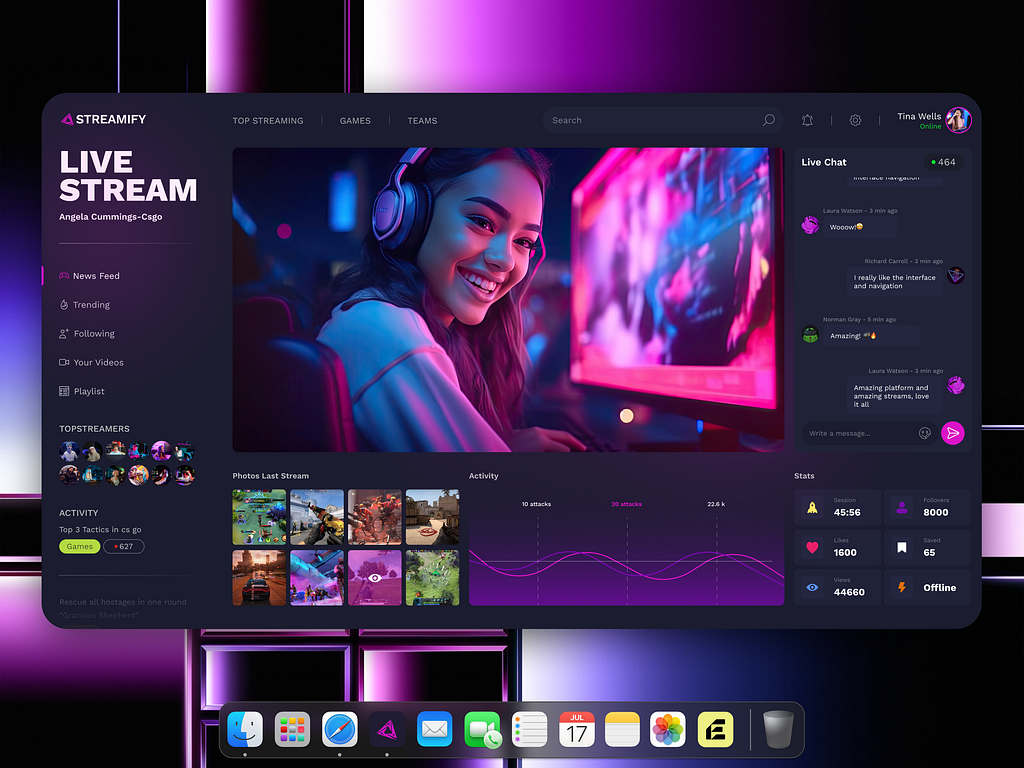 STREAMIFY
TOP STREAMING
GAMES
TEAMS
Search
Tina Wells
Online
LIVE
STREAM
Angela Cummings-Csgo
News Feed
Trending
Following
Your Videos
Playlist
TOPSTREAMERS
ACTIVITY
Top 3 Tactics in cs go
Games
627
Rescue all hostages in one round
"Gracious Shepherd"
Live Chat
464
interface navigation
Laura Watson - 3 min ago
Wooow!
Richard Carroll - 3 min ago
I really like the interface
and navigation
Norman Gray - 5 min ago
Amazing!
Laura Watson - 3 min ago
Amazing platform and
amazing streams, love
it all
Write a message...
Photos Last Stream
Activity
10 attacks
20 attacks
22.6 k
Stats
Session
45:56
Followers
8000
Likes
1600
Saved
65
Views
44660
Offline
JUL
17